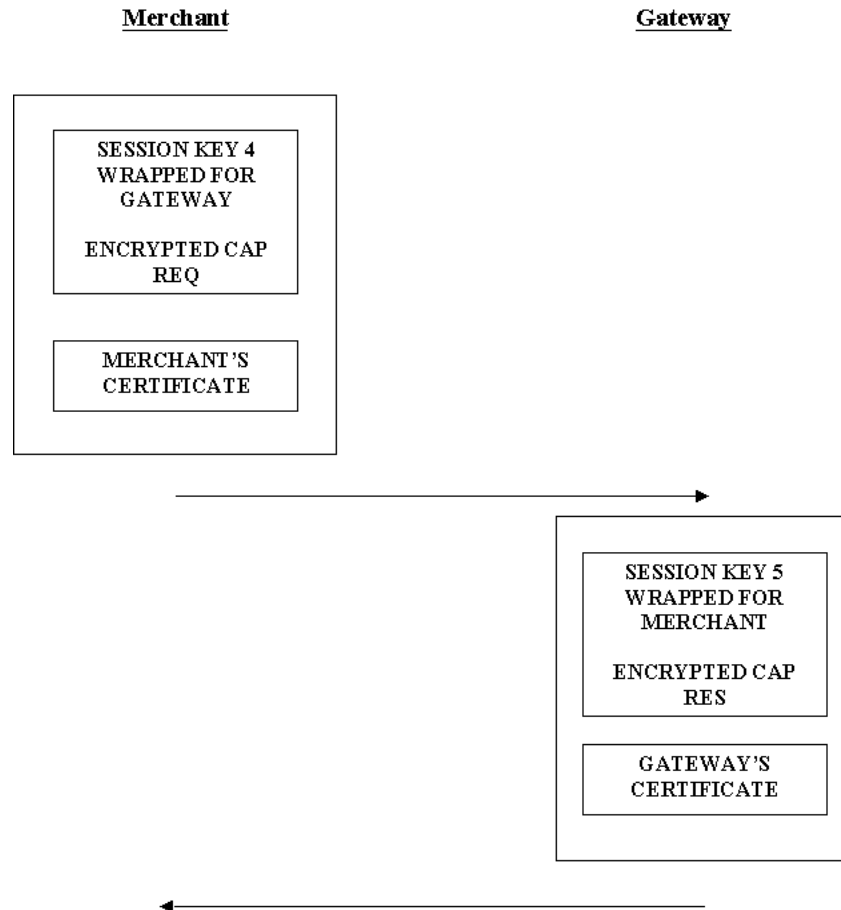 Merchant
Gateway
SESSION KEY 4
WRAPPED FOR
GATEWAY
ENCRYPTED CAP
REQ
MERCHANT'S
CERTIFICATE
SESSION KEY 5
WRAPPED FOR
MERCHANT
ENCRYPTED CAP
RES
GATEWAY'S
CERTIFICATE